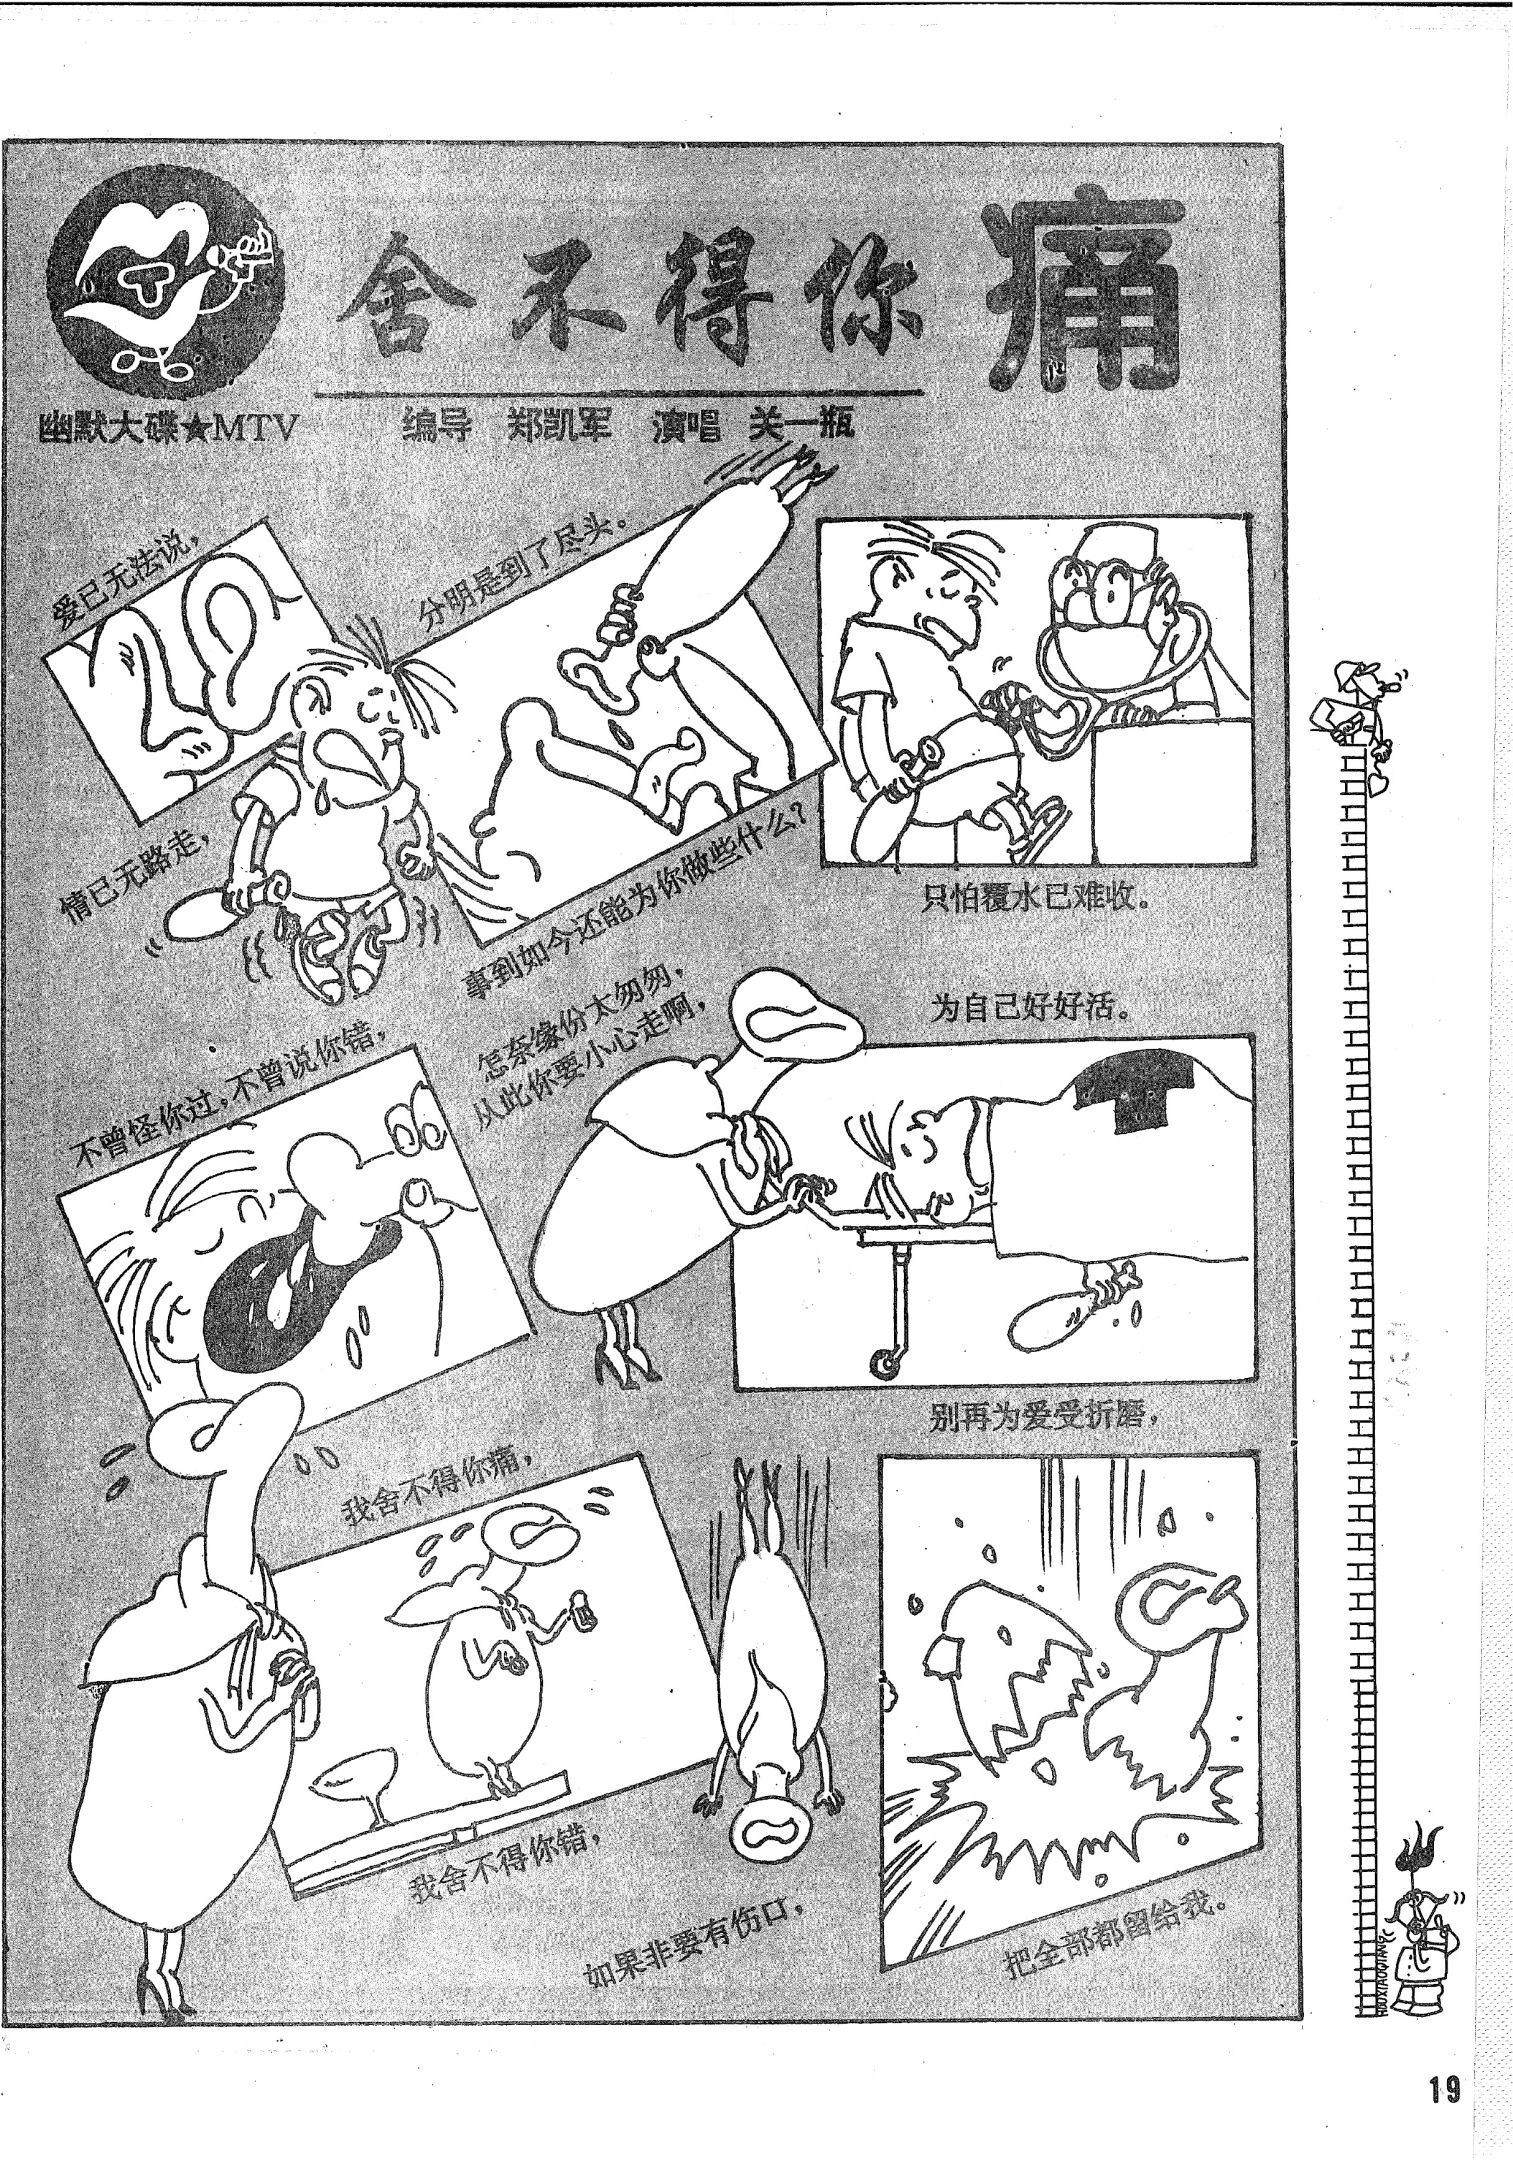 舍不得你痛
幽默大碟★MTV
编导 郑凯军 演唱 关一瓶
爱已无法说，
情已无路走，
分明是到了尽头。
事到如今还能为你做些什么？
只怕覆水已难收。
不曾怪你过，不曾说你错，
怎奈缘份太匆匆，
从此你要小心走啊，
为自己好好活。
别再为爱受折磨，
我舍不得你痛，
我舍不得你错，
如果非要有伤口，
把全部都留给我。
HUOXIAOQIANG
19